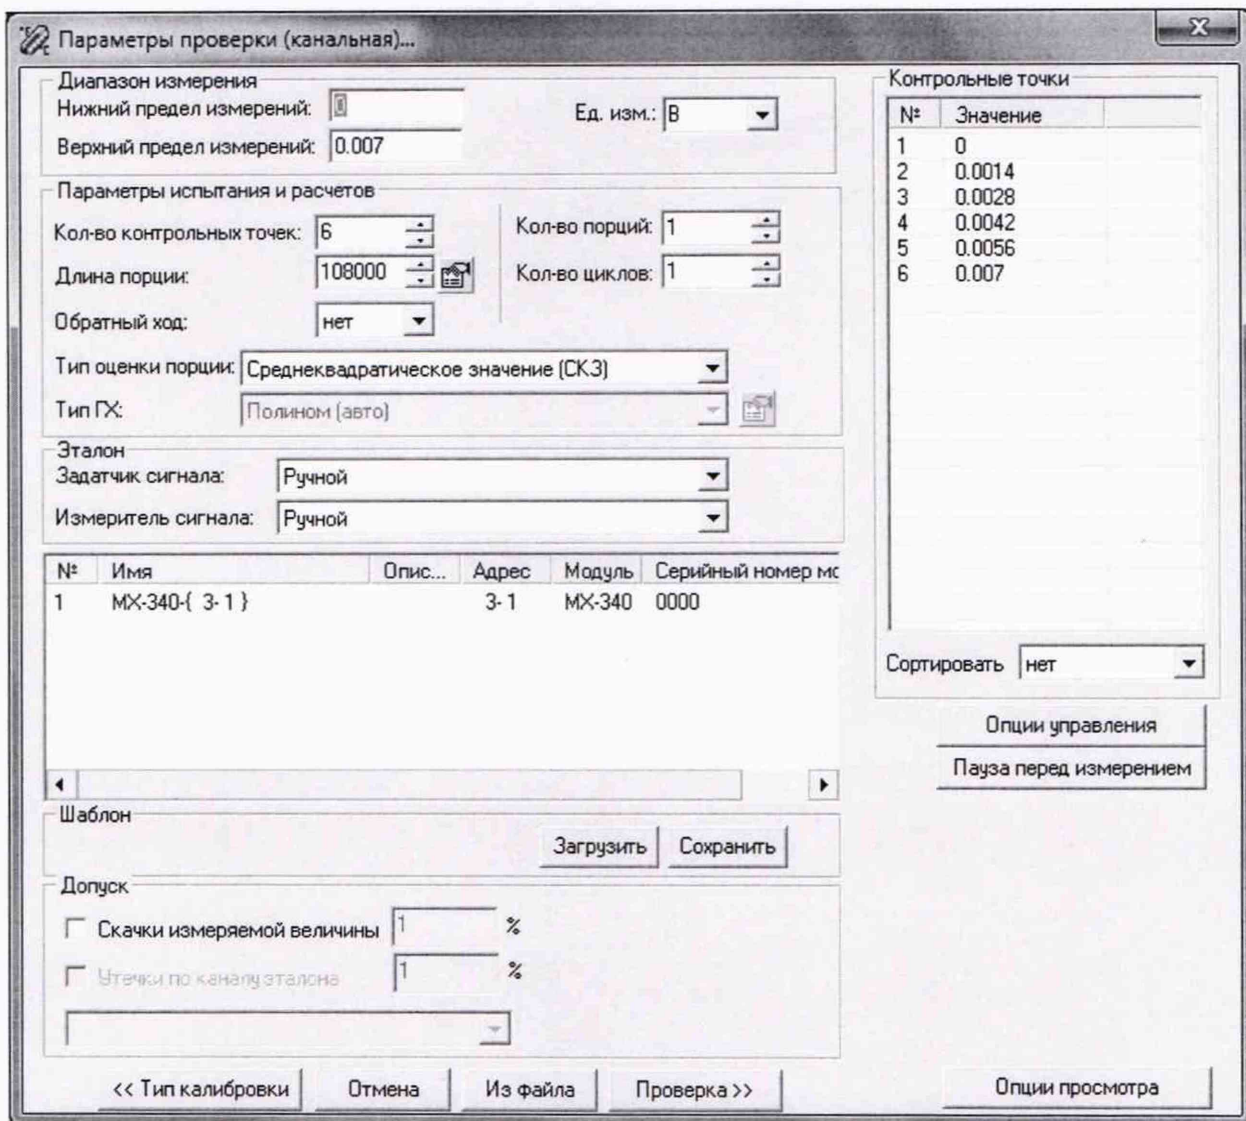 Параметры проверки (канальная)...
Диапазон измерения
Нижний предел измерений: 0
Ед. изм.: В
Верхний предел измерений: 0.007
Параметры испытания и расчетов
Кол-во контрольных точек: 6
Кол-во порций: 1
Длина порции: 108000
Кол-во циклов: 1
Обратный ход: нет
Тип оценки порции: Среднеквадратическое значение (СКЗ)
Тип ГХ: Полином (авто)
Эталон
Задатчик сигнала: Ручной
Измеритель сигнала: Ручной
№ Имя Опис... Адрес Модуль Серийный номер мо
1 MX-340-{ 3- 1 } 3- 1 MX-340 0000
Шаблон
Загрузить Сохранить
Допуск
Скачки измеряемой величины 1 %
Утечки по каналу эталона 1 %
<< Тип калибровки Отмена Из файла Проверка >>
Контрольные точки
№ Значение
1 0
2 0.0014
3 0.0028
4 0.0042
5 0.0056
6 0.007
Сортировать нет
Опции управления
Пауза перед измерением
Опции просмотра